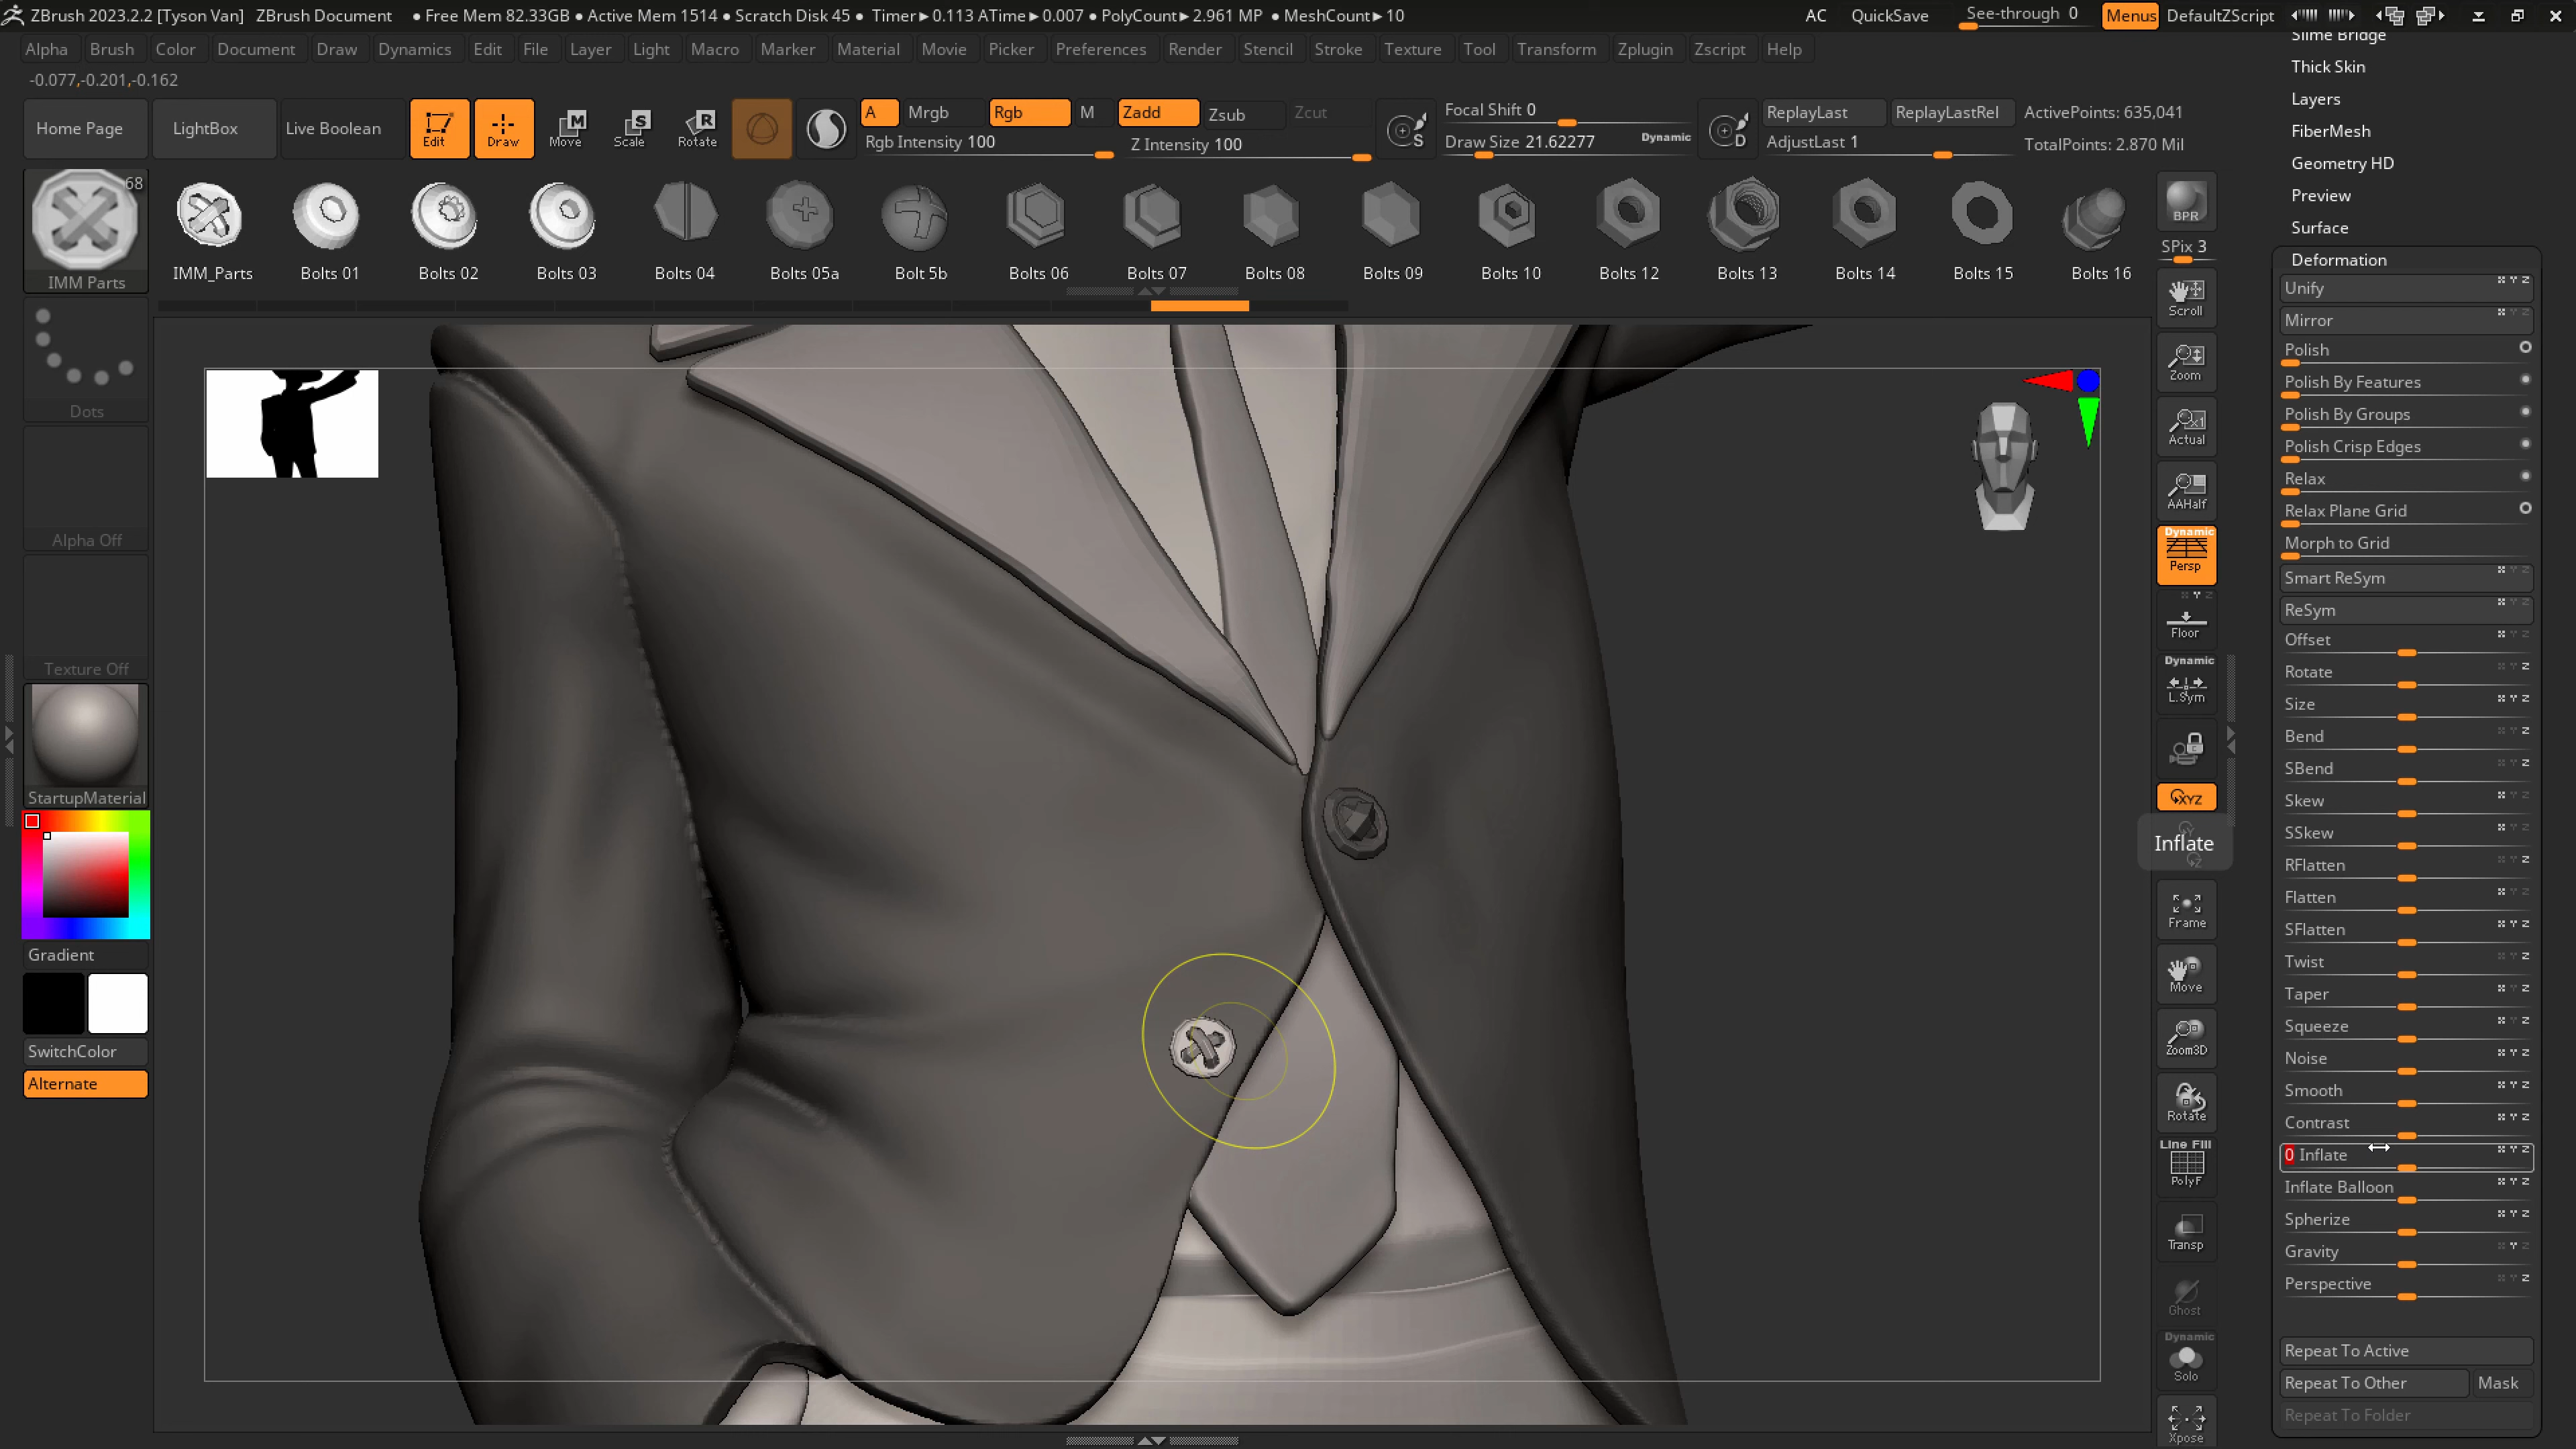 ZBrush 2023.2.2 [Tyson Van] ZBrush Document • Free Mem 82.33GB • Active Mem 1514 • Scratch Disk 45 • Timer►0.113 ATime►0.007 • PolyCount►2.961 MP • MeshCount►10 AC QuickSave See-through 0 Menus DefaultZScript
Alpha Brush Color Document Draw Dynamics Edit File Layer Light Macro Marker Material Movie Picker Preferences Render Stencil Stroke Texture Tool Transform Zplugin Zscript Help
-0.077,-0.201,-0.162
Home Page LightBox Live Boolean Edit Draw Move Scale Rotate
A Mrgb Rgb M Zadd Zsub Zcut
Rgb Intensity 100 Z Intensity 100
Focal Shift 0
Draw Size 21.62277 Dynamic
ReplayLast ReplayLastRel ActivePoints: 635,041
AdjustLast 1 TotalPoints: 2.870 Mil
68
IMM Parts
IMM_Parts Bolts 01 Bolts 02 Bolts 03 Bolts 04 Bolts 05a Bolt 5b Bolts 06 Bolts 07 Bolts 08 Bolts 09 Bolts 10 Bolts 12 Bolts 13 Bolts 14 Bolts 15 Bolts 16
Dots
Alpha Off
Texture Off
StartupMaterial
Gradient
SwitchColor
Alternate
BPR
SPix 3
Scroll
Zoom
Actual
AAHalf
Dynamic
Persp
Floor
Dynamic
L.Sym
XYZ
Inflate
Frame
Move
Zoom3D
Rotate
Line Fill
PolyF
Transp
Ghost
Dynamic
Solo
Xpose
Slime Bridge
Thick Skin
Layers
FiberMesh
Geometry HD
Preview
Surface
Deformation
Unify
Mirror
Polish
Polish By Features
Polish By Groups
Polish Crisp Edges
Relax
Relax Plane Grid
Morph to Grid
Smart ReSym
ReSym
Offset
Rotate
Size
Bend
SBend
Skew
SSkew
RFlatten
Flatten
SFlatten
Twist
Taper
Squeeze
Noise
Smooth
Contrast
0 Inflate
Inflate Balloon
Spherize
Gravity
Perspective
Repeat To Active
Repeat To Other Mask
Repeat To Folder